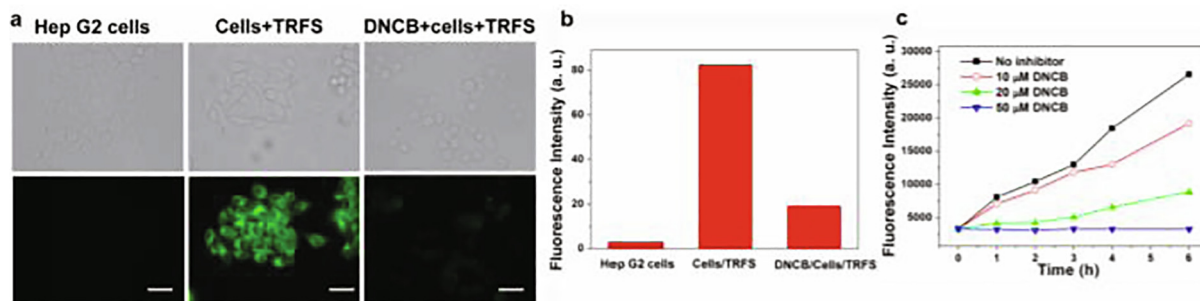 a
Hep G2 cells
Cells+TRFS
DNCB+cells+TRFS
b
Fluorescence Intensity (a. u.)
80
60
40
20
0
Hep G2 cells
Cells/TRFS
DNCB/Cells/TRFS
c
Fluorescence Intensity (a. u.)
30000
25000
20000
15000
10000
5000
No inhibitor
10 μM DNCB
20 μM DNCB
50 μM DNCB
0 1 2 3 4 5 6
Time (h)